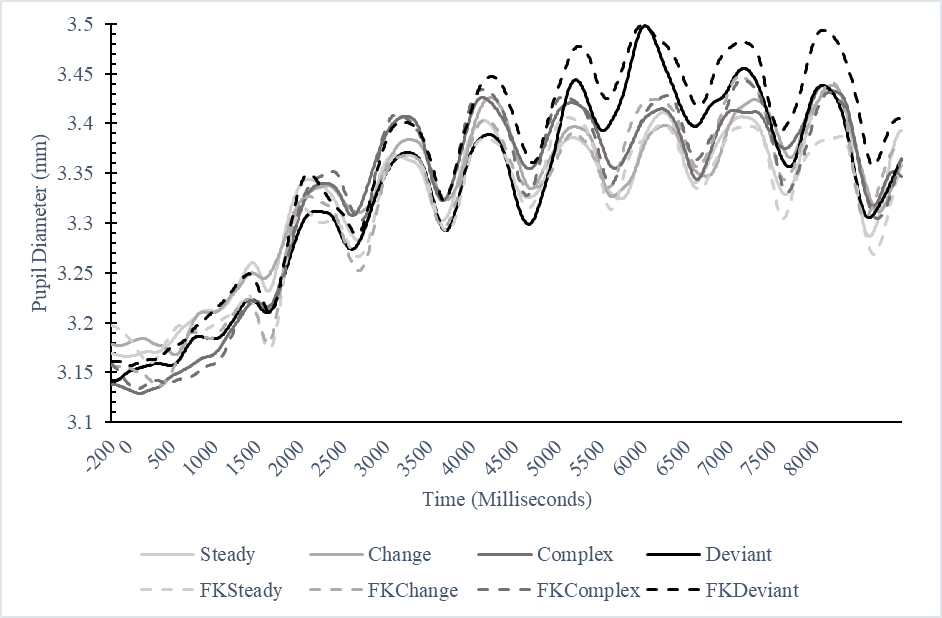 3.5
3.45
3.4
3.35
3.3
3.25
3.2
3.15
3.1
Pupil Diameter (mm)
-200 0 500 1000 1500 2000 2500 3000 3500 4000 4500 5000 5500 6000 6500 7000 7500 8000
Time (Milliseconds)
Steady Change Complex Deviant
FKSteady FKChange FKComplex FKDeviant